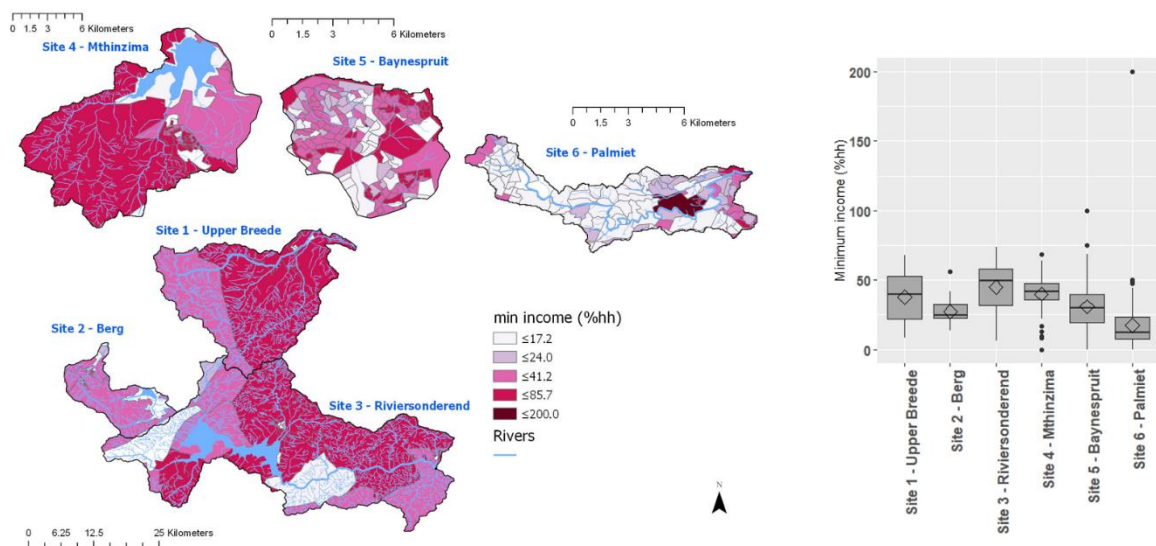 0 1.5 3 6 Kilometers
Site 4 - Mthinzima
0 1.5 3 6 Kilometers
Site 5 - Baynespruit
0 1.5 3 6 Kilometers
Site 6 - Palmiet
Site 1 - Upper Breede
Site 2 - Berg
Site 3 - Riviersonderend
0 6.25 12.5 25 Kilometers
min income (%hh)
≤17.2
≤24.0
≤41.2
≤85.7
≤200.0
Rivers
N
Minimum income (%hh)
200
150
100
50
0
Site 1 - Upper Breede
Site 2 - Berg
Site 3 - Riviersonderend
Site 4 - Mthinzima
Site 5 - Baynespruit
Site 6 - Palmiet